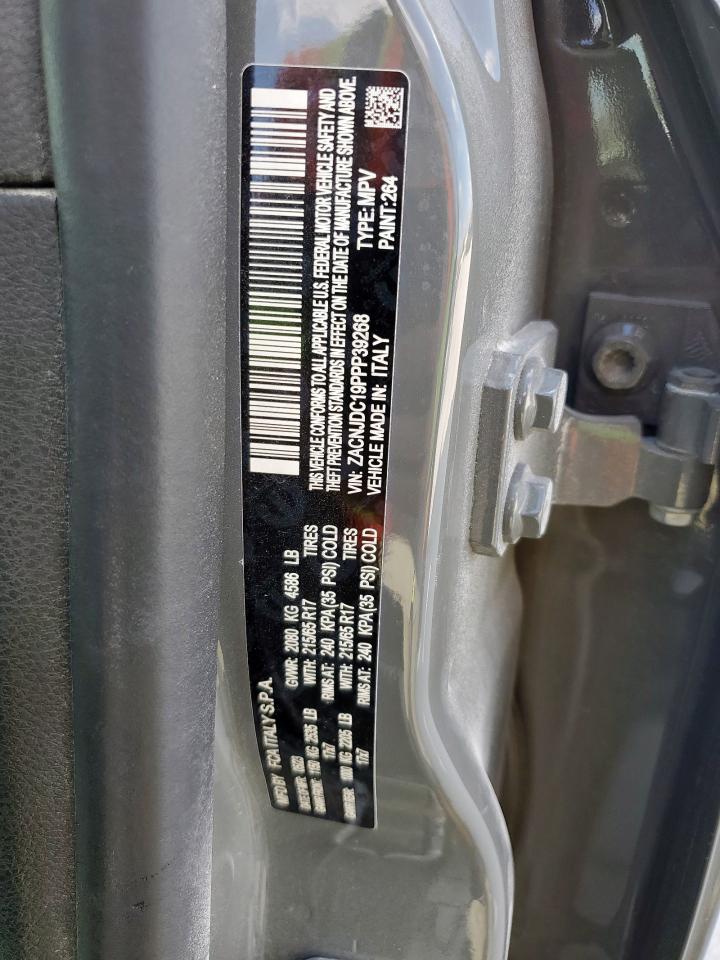 MFD BY FCA ITALY S.P.A.
GVWR: 2080 KG 4586 LB
WITH: 215/65 R17 TIRES
RIMS AT: 240 KPA(35 PSI) COLD
WITH: 215/65 R17 TIRES
RIMS AT: 240 KPA(35 PSI) COLD
THIS VEHICLE CONFORMS TO ALL APPLICABLE U.S. FEDERAL MOTOR VEHICLE SAFETY AND
THEFT PREVENTION STANDARDS IN EFFECT ON THE DATE OF MANUFACTURE SHOWN ABOVE.
VIN: ZACNJDC19PPP39268 TYPE: MPV
VEHICLE MADE IN: ITALY PAINT: 264